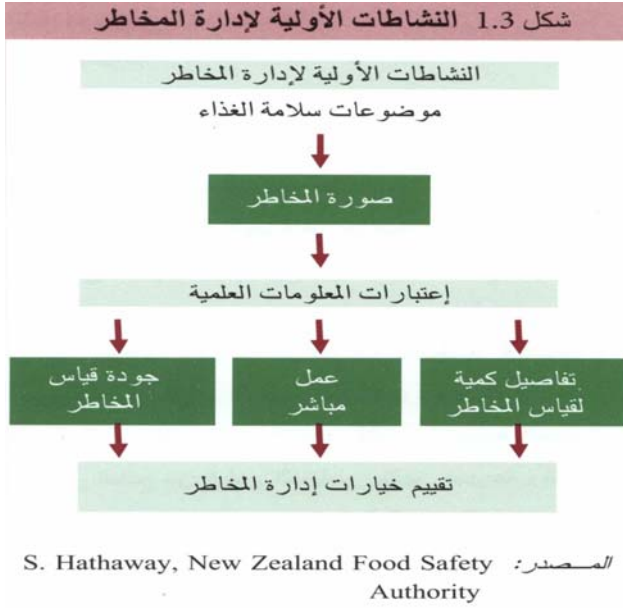 شكل 1.3 النشاطات الأولية لإدارة المخاطر
النشاطات الأولية لإدارة المخاطر
موضوعات سلامة الغذاء
صورة المخاطر
إعتبارات المعلومات العلمية
تفاصيل كمية
لقياس المخاطر
عمل
مباشر
جودة قياس
المخاطر
تقييم خيارات إدارة المخاطر
المــصدر: S. Hathaway, New Zealand Food Safety
Authority